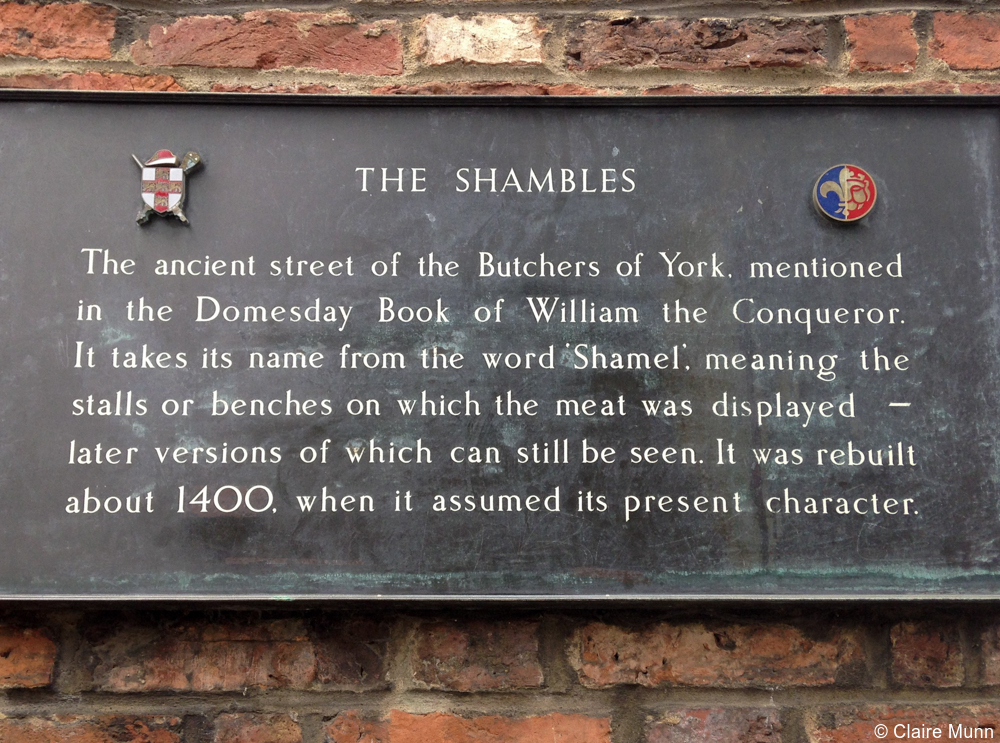 THE SHAMBLES
The ancient street of the Butchers of York, mentioned
in the Domesday Book of William the Conqueror.
It takes its name from the word 'Shamel', meaning the
stalls or benches on which the meat was displayed –
later versions of which can still be seen. It was rebuilt
about 1400, when it assumed its present character.
© Claire Munn